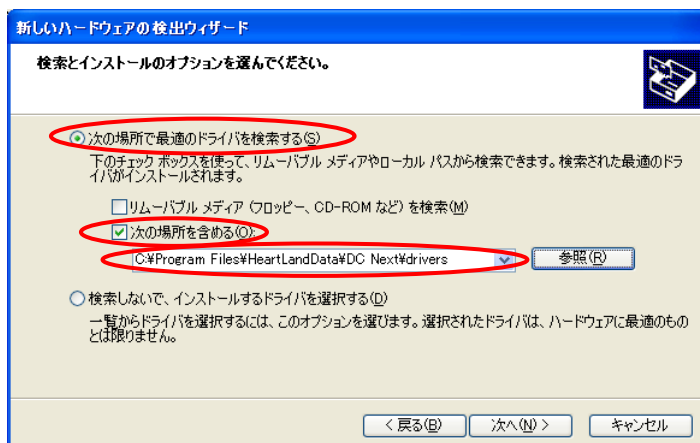 新しいハードウェアの検出ウィザード
検索とインストールのオプションを選んでください。
次の場所で最適のドライバを検索する(S)
下のチェック ボックスを使って、リムーバブル メディアやローカル パスから検索できます。検索された最適のドラ
イバがインストールされます。
リムーバブル メディア (フロッピー、CD-ROM など) を検索(M)
次の場所を含める(O):
C:¥Program Files¥HeartLandData¥DC Next¥drivers
参照(R)
検索しないで、インストールするドライバを選択する(D)
一覧からドライバを選択するには、このオプションを選びます。選択されたドライバは、ハードウェアに最適のもの
とは限りません。
< 戻る(B) 次へ(N) > キャンセル